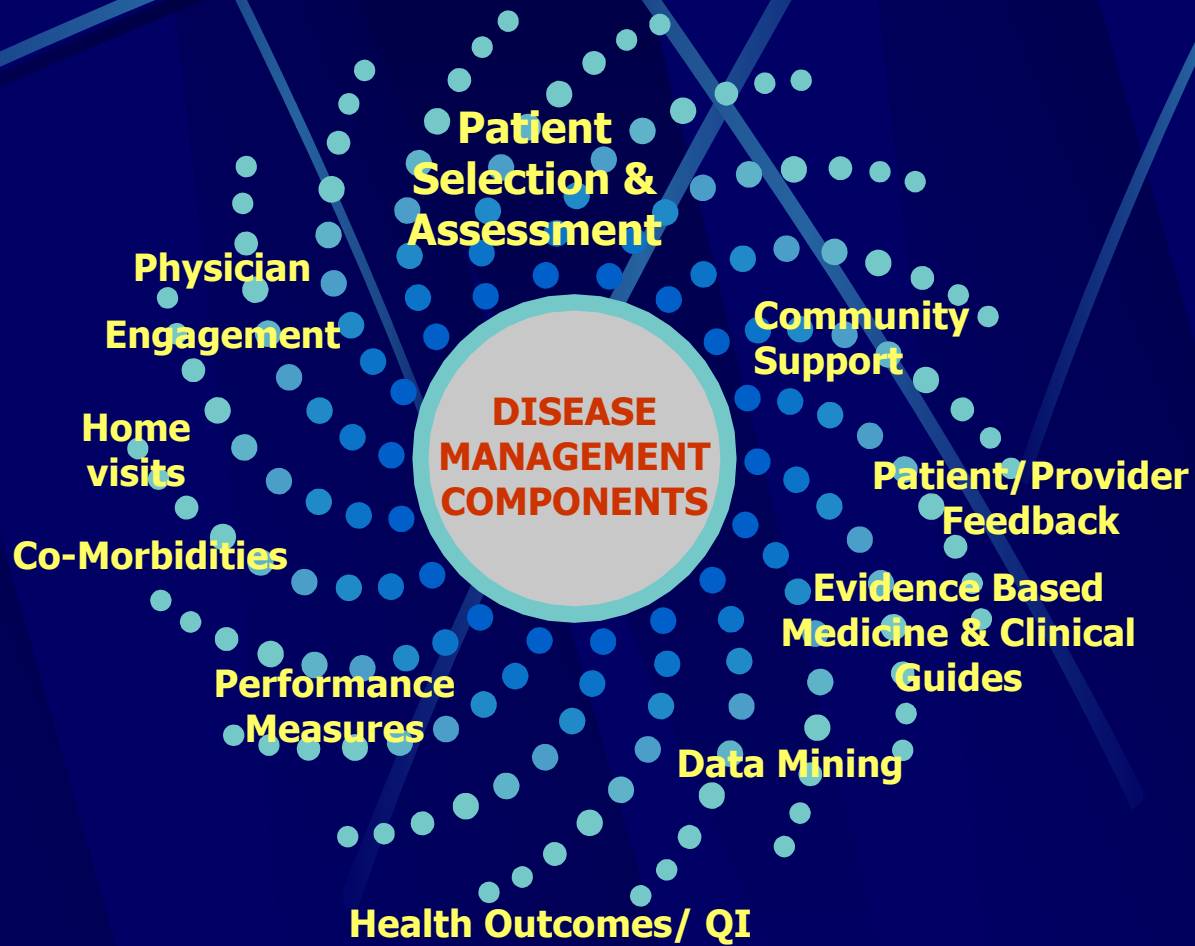 Patient
Selection &
Assessment
Physician
Engagement
Community
Support
DISEASE
MANAGEMENT
COMPONENTS
Home
visits
Patient/Provider
Feedback
Co-Morbidities
Evidence Based
Medicine & Clinical
Guides
Performance
Measures
Data Mining
Health Outcomes/ QI